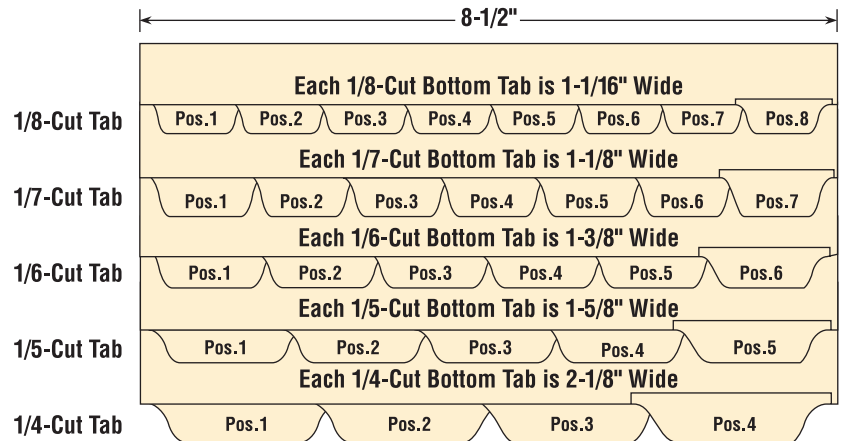 8-1/2"
Each 1/8-Cut Bottom Tab is 1-1/16" Wide
1/8-Cut Tab Pos.1 Pos.2 Pos.3 Pos.4 Pos.5 Pos.6 Pos.7 Pos.8
Each 1/7-Cut Bottom Tab is 1-1/8" Wide
1/7-Cut Tab Pos.1 Pos.2 Pos.3 Pos.4 Pos.5 Pos.6 Pos.7
Each 1/6-Cut Bottom Tab is 1-3/8" Wide
1/6-Cut Tab Pos.1 Pos.2 Pos.3 Pos.4 Pos.5 Pos.6
Each 1/5-Cut Bottom Tab is 1-5/8" Wide
1/5-Cut Tab Pos.1 Pos.2 Pos.3 Pos.4 Pos.5
Each 1/4-Cut Bottom Tab is 2-1/8" Wide
1/4-Cut Tab Pos.1 Pos.2 Pos.3 Pos.4